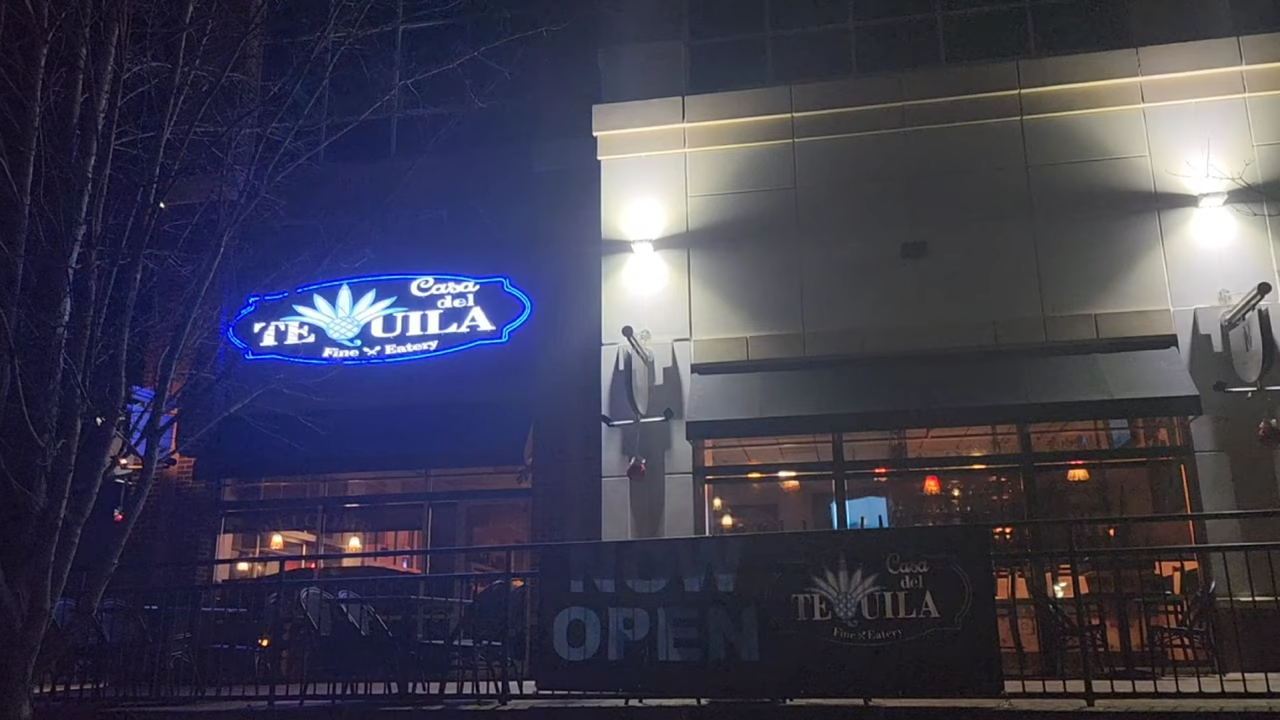 Casa
del
TEQUILA
Fine Eatery
NOW
OPEN
Casa
del
TEQUILA
Fine Eatery